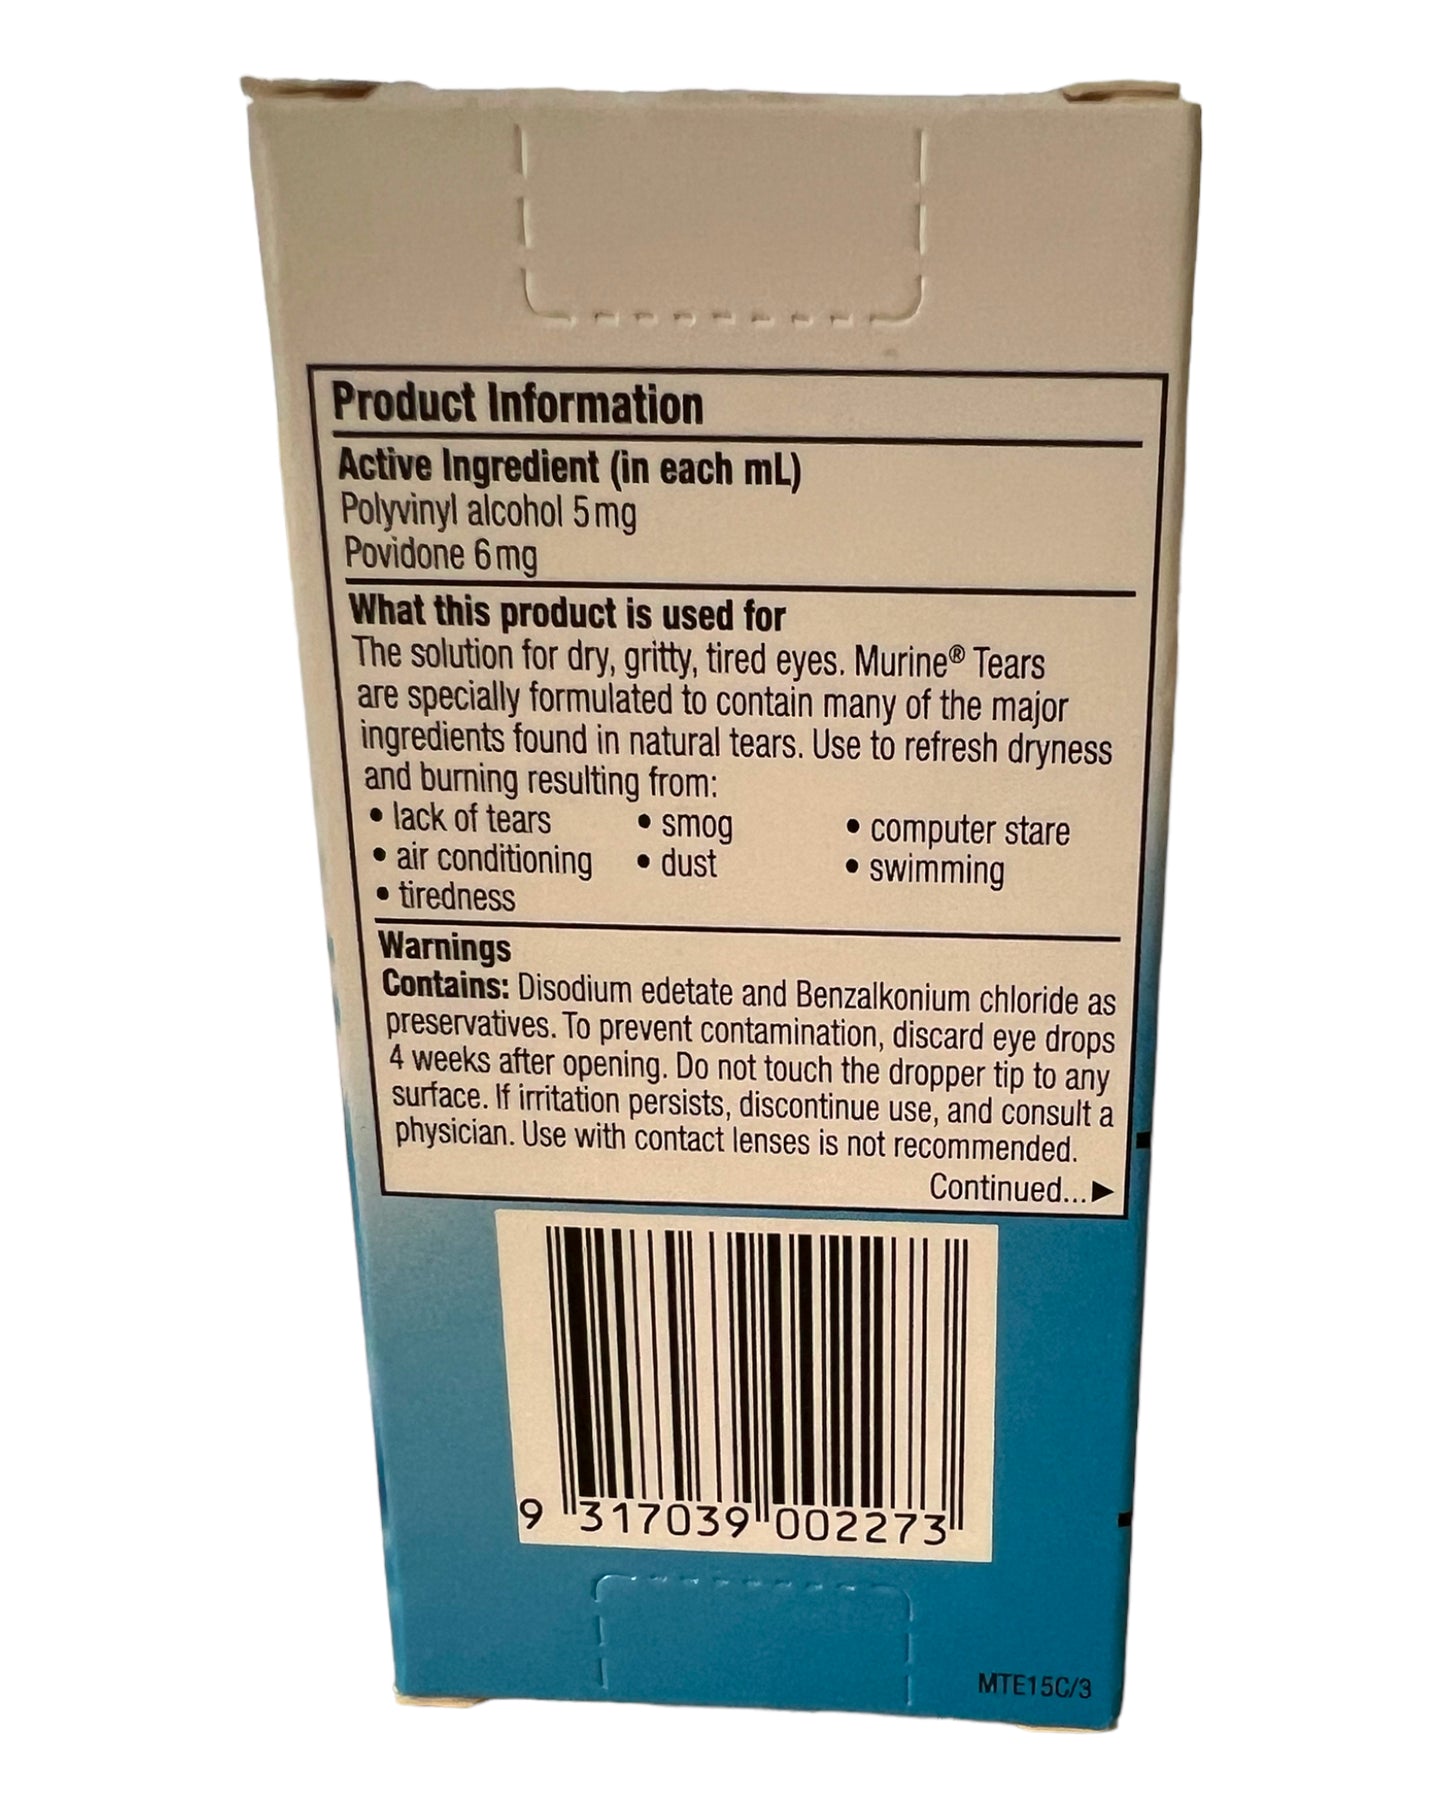 Product Information
Active Ingredient (in each mL)
Polyvinyl alcohol 5 mg
Povidone 6 mg
What this product is used for
The solution for dry, gritty, tired eyes. Murine® Tears
are specially formulated to contain many of the major
ingredients found in natural tears. Use to refresh dryness
and burning resulting from:
• lack of tears • smog • computer stare
• air conditioning • dust • swimming
• tiredness
Warnings
Contains: Disodium edetate and Benzalkonium chloride as
preservatives. To prevent contamination, discard eye drops
4 weeks after opening. Do not touch the dropper tip to any
surface. If irritation persists, discontinue use, and consult a
physician. Use with contact lenses is not recommended.
Continued...►
9 317039 002273
MTE15C/3